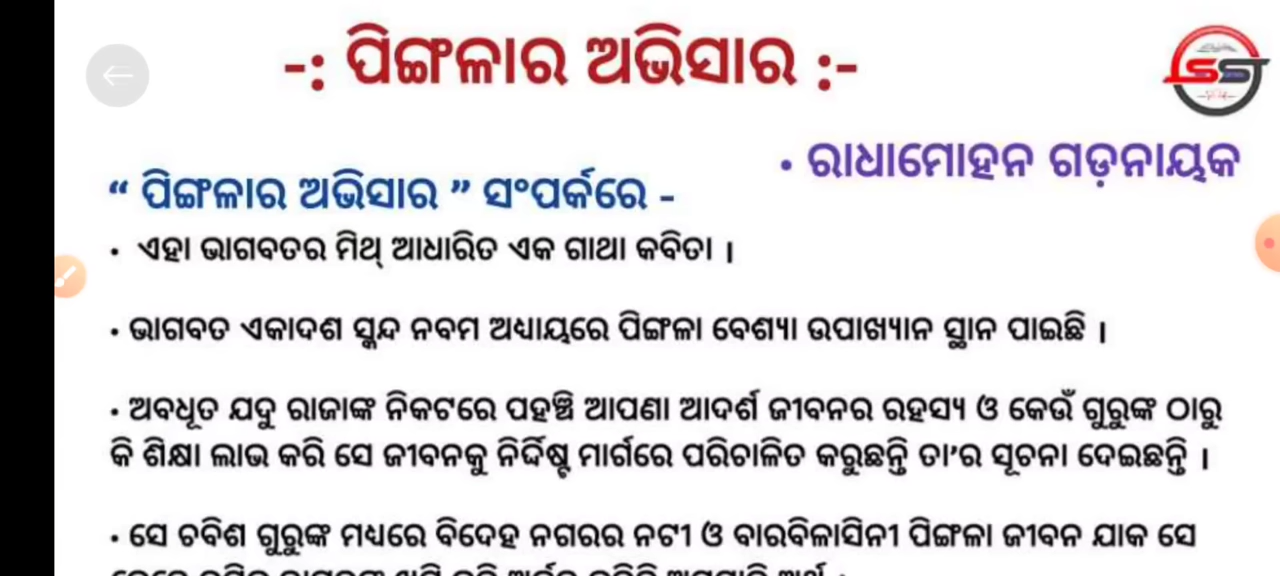 -: ପିଙ୍ଗଳାର ଅଭିସାର :-
• ରାଧାମୋହନ ଗଡ଼ନାୟକ
“ ପିଙ୍ଗଳାର ଅଭିସାର ” ସଂପର୍କରେ -
• ଏହା ଭାଗବତର ମିଥ୍ ଆଧାରିତ ଏକ ଗାଥା କବିତା ।
• ଭାଗବତ ଏକାଦଶ ସ୍କନ୍ଦ ନବମ ଅଧ୍ୟାୟରେ ପିଙ୍ଗଳା ବେଶ୍ୟା ଉପାଖ୍ୟାନ ସ୍ଥାନ ପାଇଛି ।
• ଅବଧୂତ ଯଦୁ ରାଜାଙ୍କ ନିକଟରେ ପହଞ୍ଚି ଆପଣା ଆଦର୍ଶ ଜୀବନର ରହସ୍ୟ ଓ କେଉଁ ଗୁରୁଙ୍କ ଠାରୁ
କି ଶିକ୍ଷା ଲାଭ କରି ସେ ଜୀବନକୁ ନିର୍ଦ୍ଦିଷ୍ଟ ମାର୍ଗରେ ପରିଚାଳିତ କରୁଛନ୍ତି ତା’ର ସୂଚନା ଦେଇଛନ୍ତି ।
• ସେ ଚବିଶ ଗୁରୁଙ୍କ ମଧ୍ୟରେ ବିଦେହ ନଗରର ନଟୀ ଓ ବାରବିଳାସିନୀ ପିଙ୍ଗଳା ଜୀବନ ଯାକ ସେ